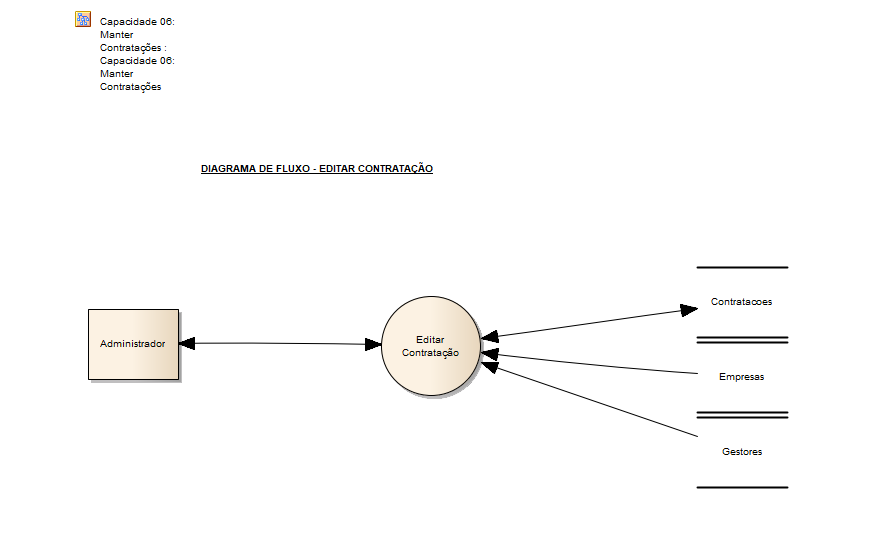 Capacidade 06:
Manter
Contratações :
Capacidade 06:
Manter
Contratações
DIAGRAMA DE FLUXO - EDITAR CONTRATAÇÃO
Administrador
Editar
Contratação
Contratacoes
Empresas
Gestores